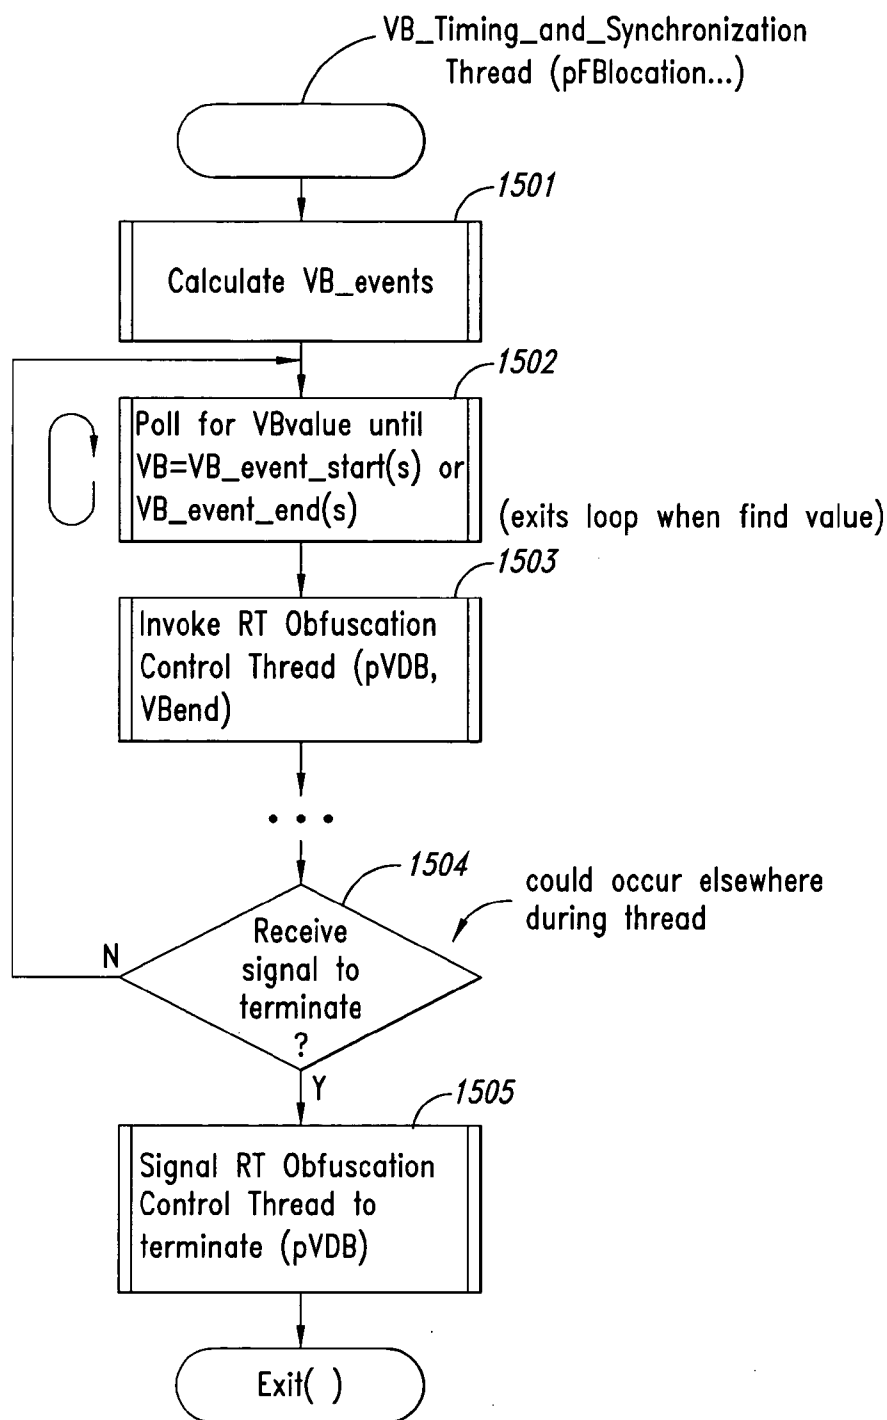 VB_Timing_and_Synchronization
Thread (pFBlocation...)
1501
Calculate VB_events
1502
Poll for VBvalue until
VB=VB_event_start(s) or
VB_event_end(s)
(exits loop when find value)
1503
Invoke RT Obfuscation
Control Thread (pVDB,
VBend)
• • •
1504
could occur elsewhere
during thread
Receive
signal to
terminate
?
N
Y
1505
Signal RT Obfuscation
Control Thread to
terminate (pVDB)
Exit( )